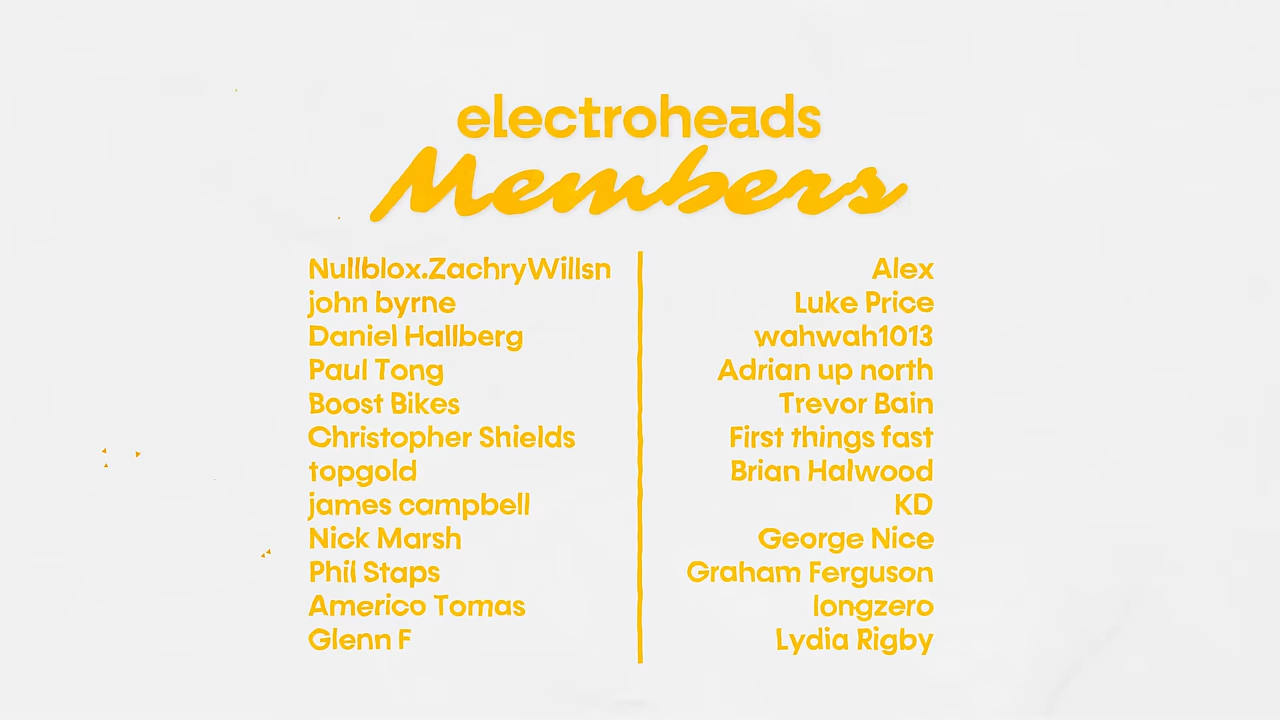 electroheads
Members
Nullblox.ZachryWillsn
john byrne
Daniel Hallberg
Paul Tong
Boost Bikes
Christopher Shields
topgold
james campbell
Nick Marsh
Phil Staps
Americo Tomas
Glenn F
Alex
Luke Price
wahwah1013
Adrian up north
Trevor Bain
First things fast
Brian Halwood
KD
George Nice
Graham Ferguson
longzero
Lydia Rigby